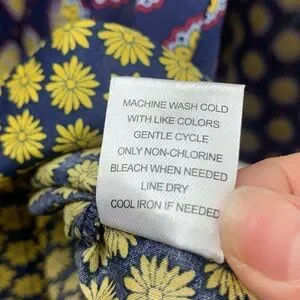 MACHINE WASH COLD
WITH LIKE COLORS
GENTLE CYCLE
ONLY NON-CHLORINE
BLEACH WHEN NEEDED
LINE DRY
COOL IRON IF NEEDED